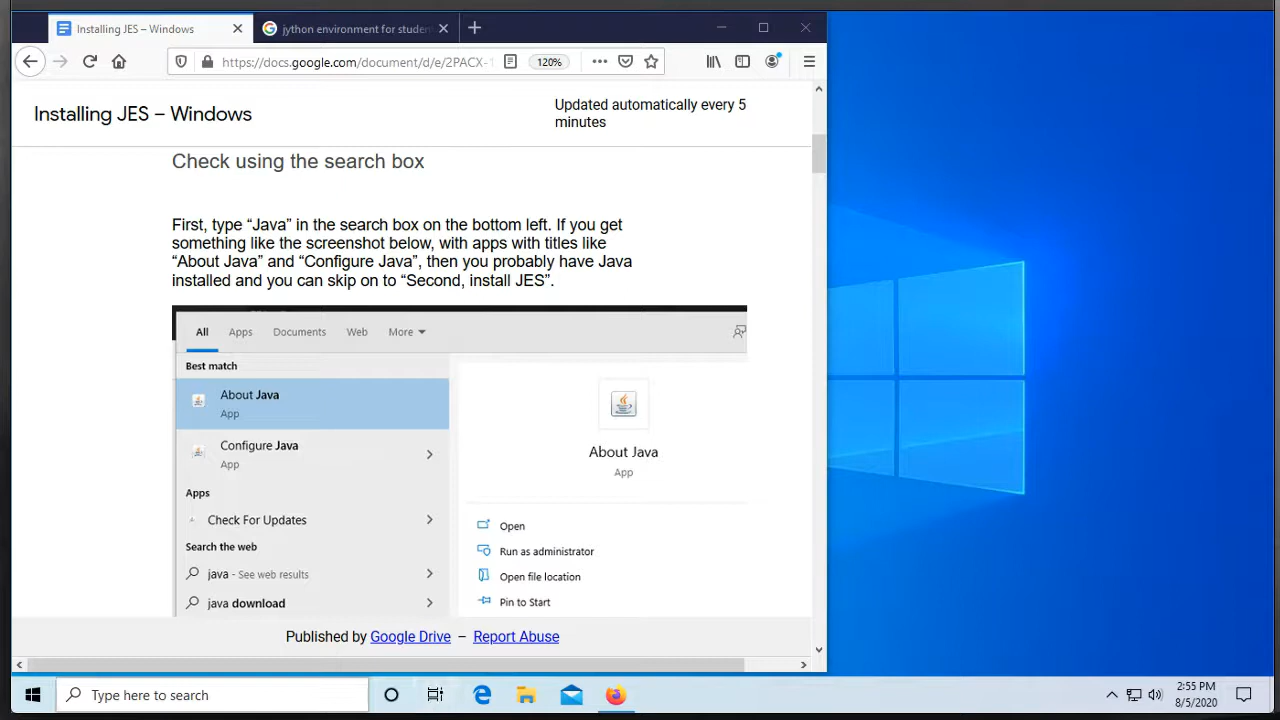 Installing JES – Windows
jython environment for studen
https://docs.google.com/document/d/e/2PACX-1
120%
Installing JES – Windows
Updated automatically every 5
minutes
Check using the search box
First, type “Java” in the search box on the bottom left. If you get
something like the screenshot below, with apps with titles like
“About Java” and “Configure Java”, then you probably have Java
installed and you can skip on to “Second, install JES”.
All Apps Documents Web More
Best match
About Java
App
Configure Java
App
Apps
Check For Updates
Search the web
java - See web results
java download
About Java
App
Open
Run as administrator
Open file location
Pin to Start
Published by Google Drive – Report Abuse
Type here to search
2:55 PM
8/5/2020